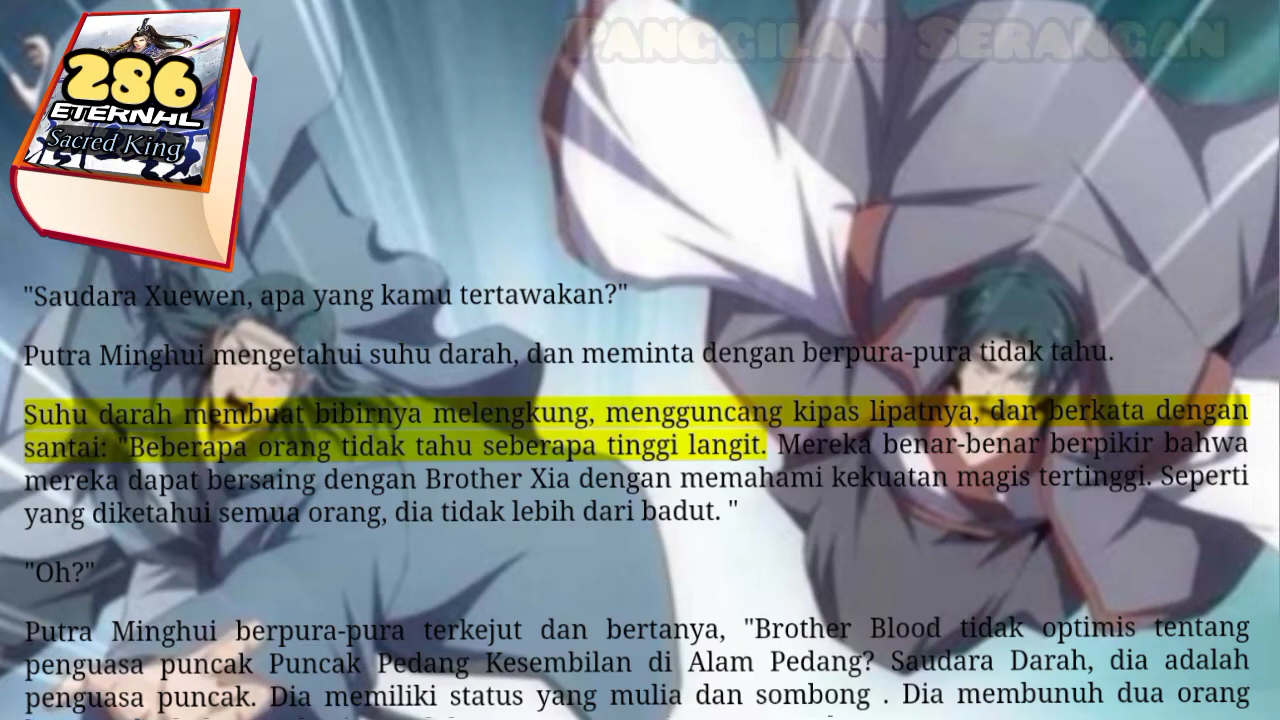 PANGGILAN SERANGAN
286
ETERNAL
Sacred King
"Saudara Xuewen, apa yang kamu tertawakan?"
Putra Minghui mengetahui suhu darah, dan meminta dengan berpura-pura tidak tahu.
Suhu darah membuat bibirnya melengkung, mengguncang kipas lipatnya, dan berkata dengan
santai: "Beberapa orang tidak tahu seberapa tinggi langit. Mereka benar-benar berpikir bahwa
mereka dapat bersaing dengan Brother Xia dengan memahami kekuatan magis tertinggi. Seperti
yang diketahui semua orang, dia tidak lebih dari badut. "
"Oh?"
Putra Minghui berpura-pura terkejut dan bertanya, "Brother Blood tidak optimis tentang
penguasa puncak Puncak Pedang Kesembilan di Alam Pedang? Saudara Darah, dia adalah
penguasa puncak. Dia memiliki status yang mulia dan sombong . Dia membunuh dua orang